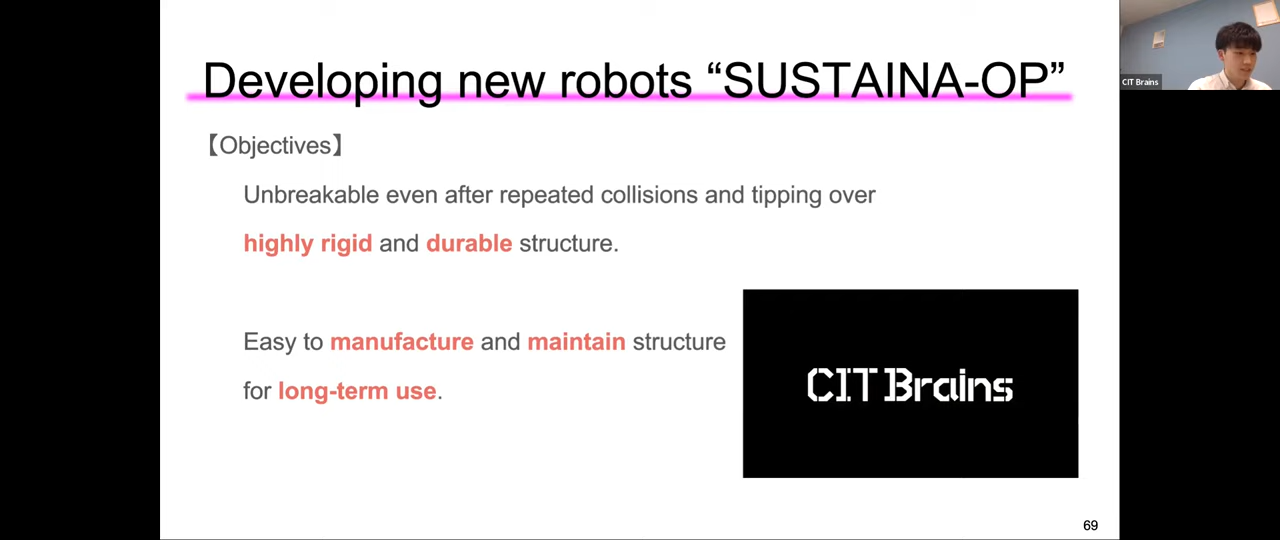 Developing new robots “SUSTAINA-OP”
【Objectives】
Unbreakable even after repeated collisions and tipping over
highly rigid and durable structure.
Easy to manufacture and maintain structure
for long-term use.
CIT Brains
69
CIT Brains